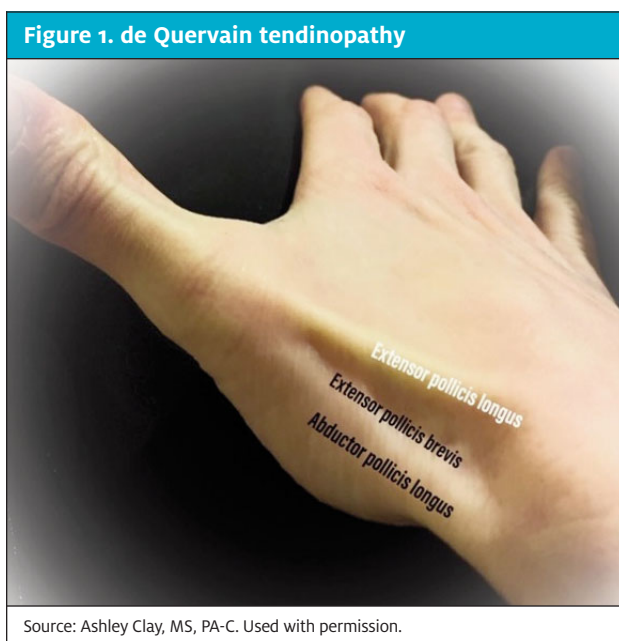 Figure 1. de Quervain tendinopathy
Extensor pollicis longus
Extensor pollicis brevis
Abductor pollicis longus
Source: Ashley Clay, MS, PA-C. Used with permission.